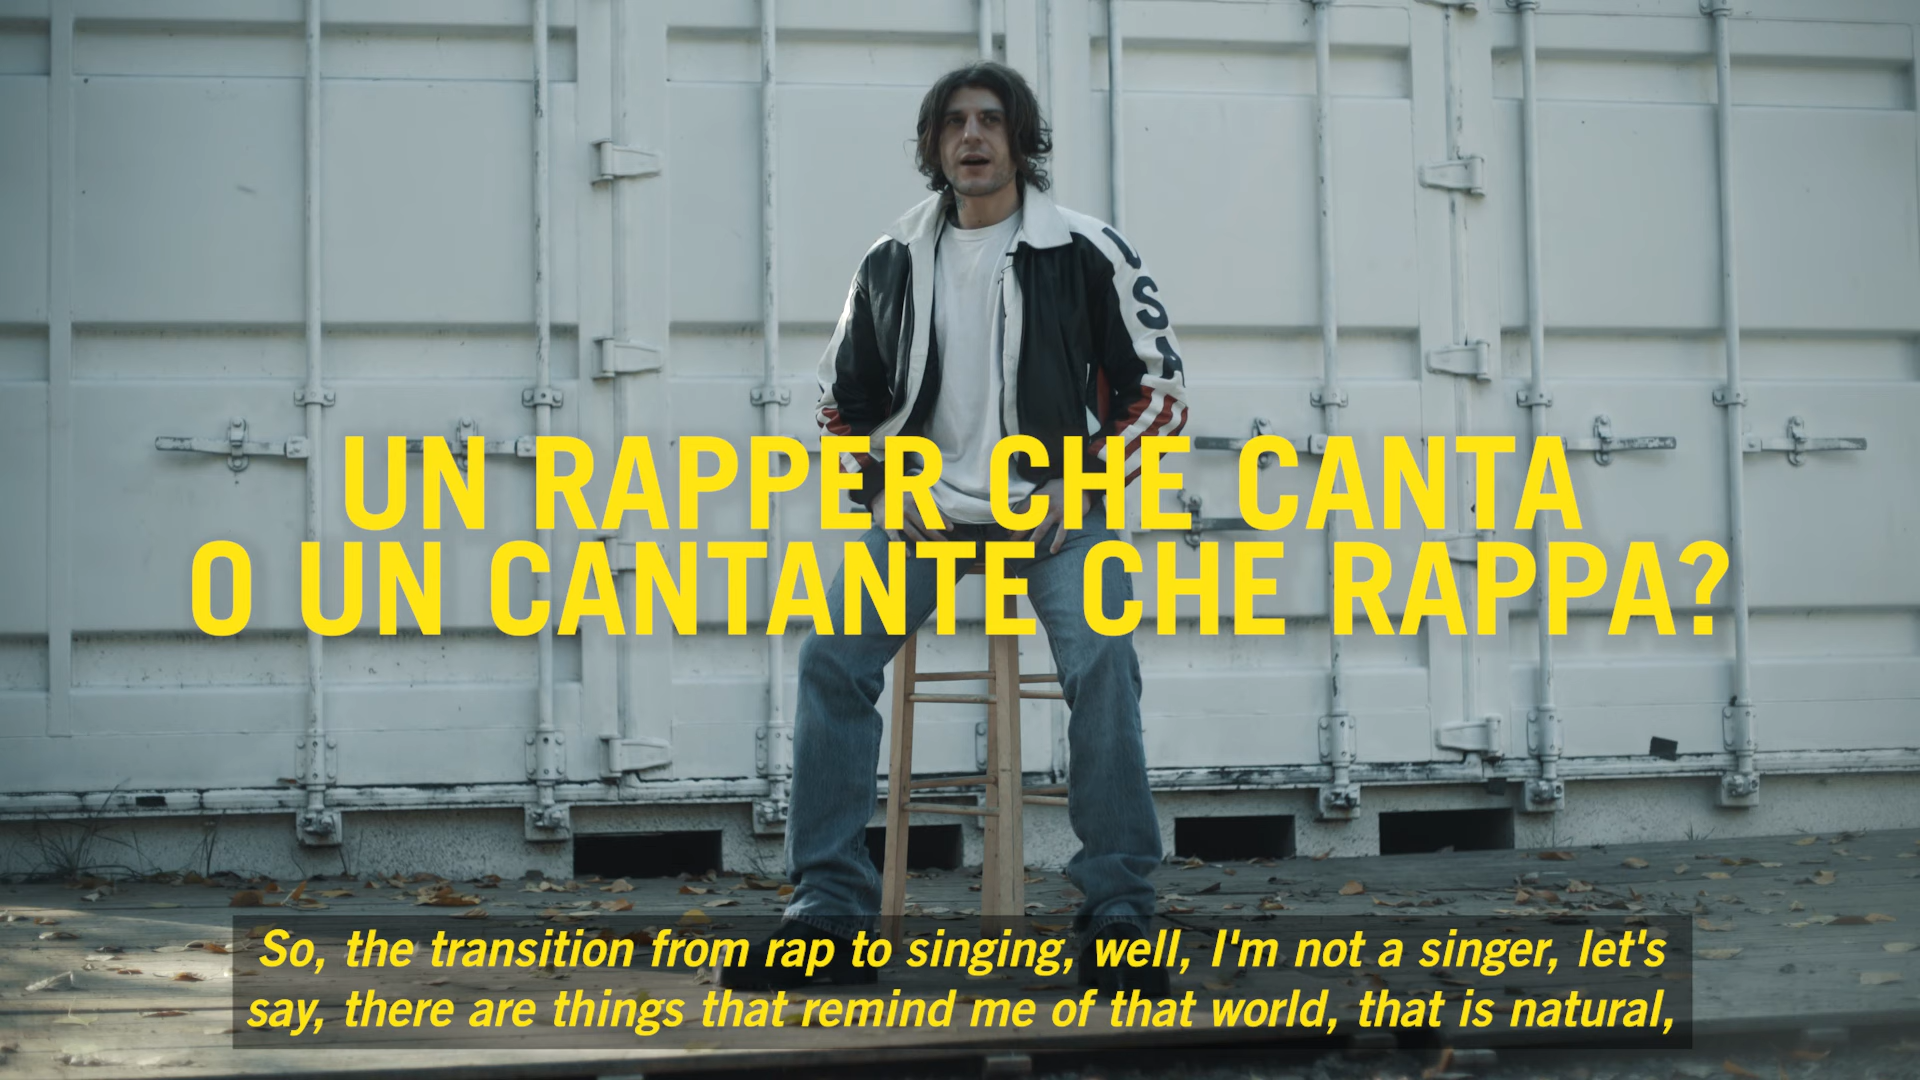 USA
UN RAPPER CHE CANTA
O UN CANTANTE CHE RAPPA?
So, the transition from rap to singing, well, I'm not a singer, let's
say, there are things that remind me of that world, that is natural,